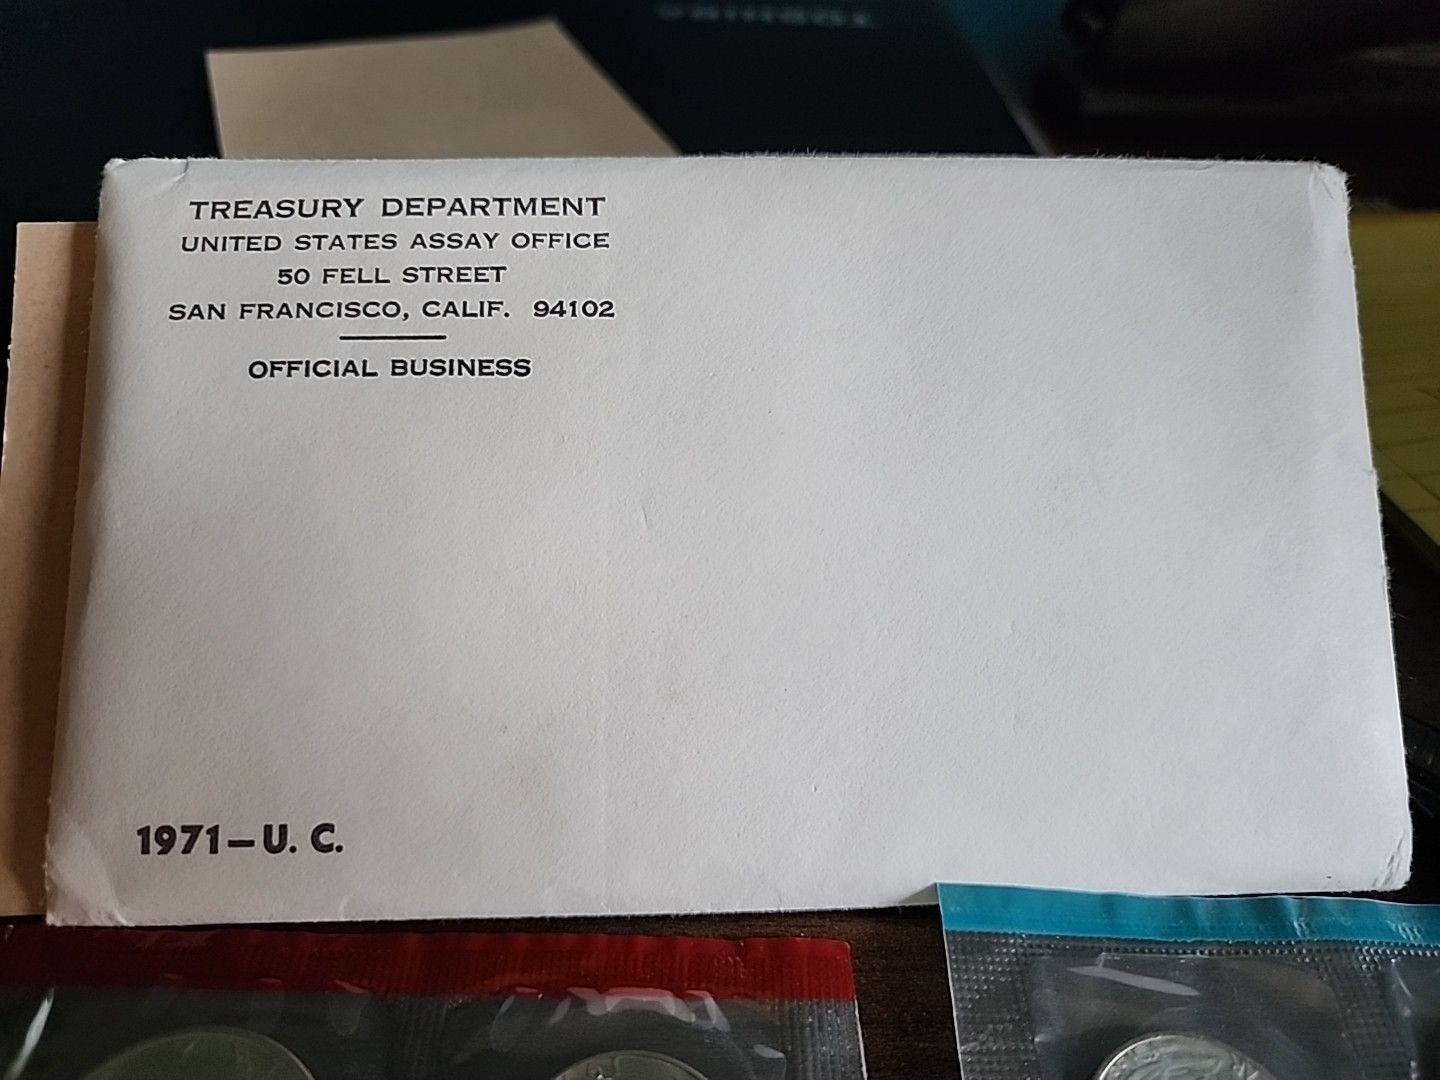 TREASURY DEPARTMENT
UNITED STATES ASSAY OFFICE
50 FELL STREET
SAN FRANCISCO, CALIF. 94102
OFFICIAL BUSINESS
1971-U. C.